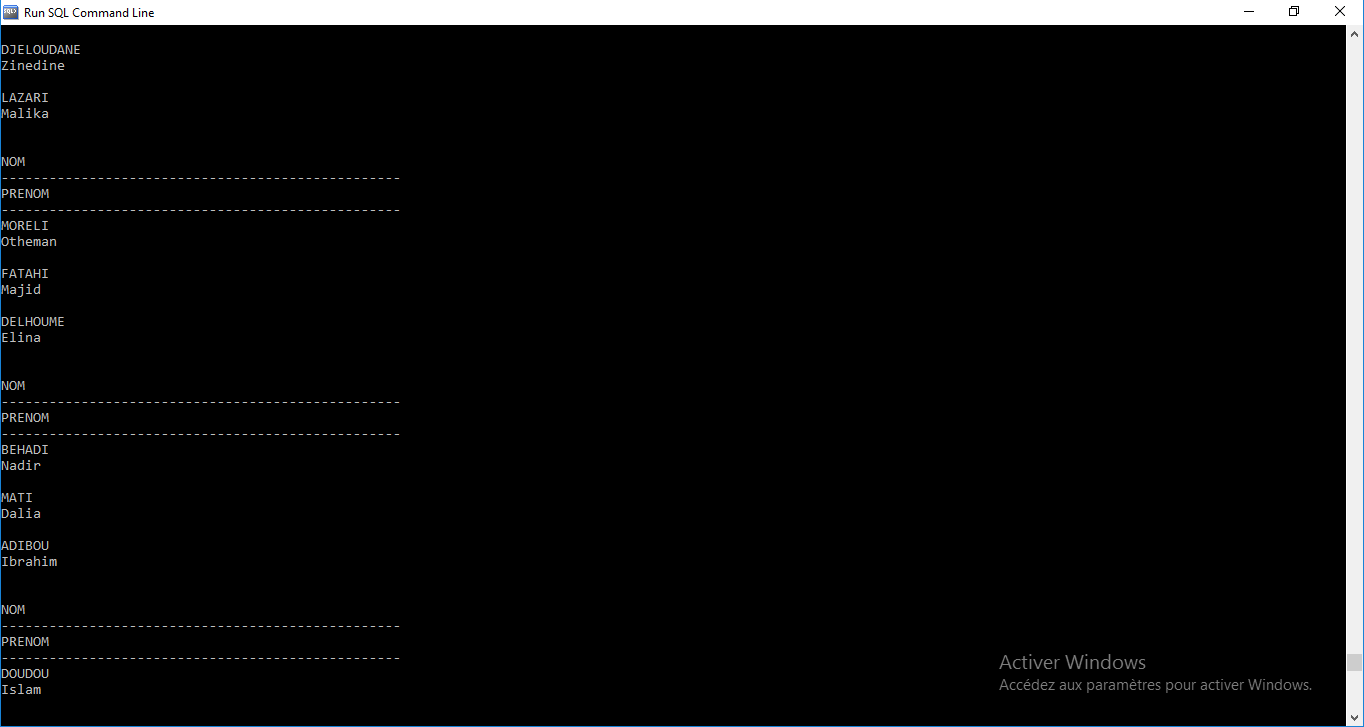 Run SQL Command Line
DJELOUDANE
Zinedine
LAZARI
Malika
NOM
--------------------------------------------------
PRENOM
--------------------------------------------------
MORELI
Otheman
FATAHI
Majid
DELHOUME
Elina
NOM
--------------------------------------------------
PRENOM
--------------------------------------------------
BEHADI
Nadir
MATI
Dalia
ADIBOU
Ibrahim
NOM
--------------------------------------------------
PRENOM
--------------------------------------------------
DOUDOU
Islam
Activer Windows
Accédez aux paramètres pour activer Windows.